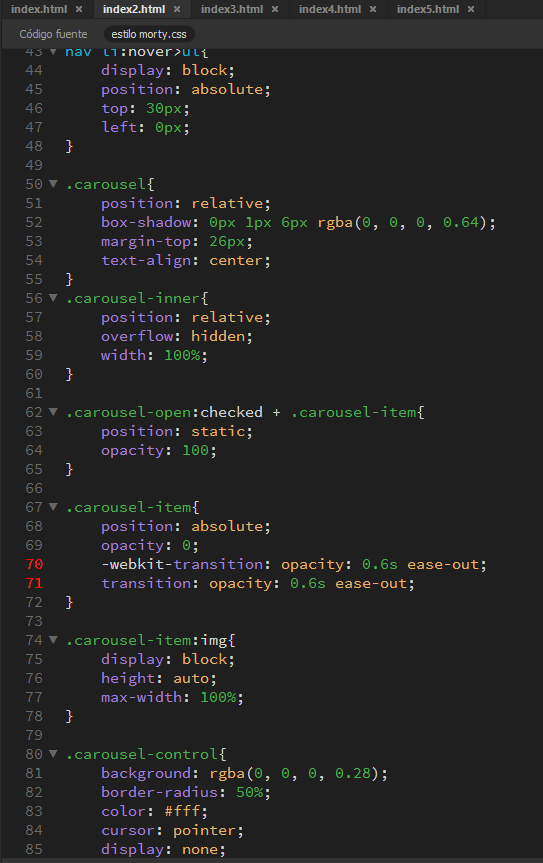 index.html × index2.html × index3.html × index4.html × index5.html ×
Código fuente estilo morty.css
43 nav li:hover>ul{
44 display: block;
45 position: absolute;
46 top: 30px;
47 left: 0px;
48 }
49
50 .carousel{
51 position: relative;
52 box-shadow: 0px 1px 6px rgba(0, 0, 0, 0.64);
53 margin-top: 26px;
54 text-align: center;
55 }
56 .carousel-inner{
57 position: relative;
58 overflow: hidden;
59 width: 100%;
60 }
61
62 .carousel-open:checked + .carousel-item{
63 position: static;
64 opacity: 100;
65 }
66
67 .carousel-item{
68 position: absolute;
69 opacity: 0;
70 -webkit-transition: opacity: 0.6s ease-out;
71 transition: opacity: 0.6s ease-out;
72 }
73
74 .carousel-item:img{
75 display: block;
76 height: auto;
77 max-width: 100%;
78 }
79
80 .carousel-control{
81 background: rgba(0, 0, 0, 0.28);
82 border-radius: 50%;
83 color: #fff;
84 cursor: pointer;
85 display: none;